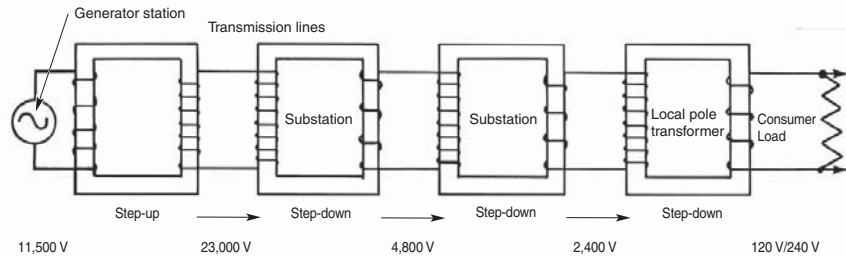 Generator station
Transmission lines
Substation
Substation
Local pole
transformer
Consumer
Load
Step-up
Step-down
Step-down
Step-down
11,500 V
23,000 V
4,800 V
2,400 V
120 V/240 V